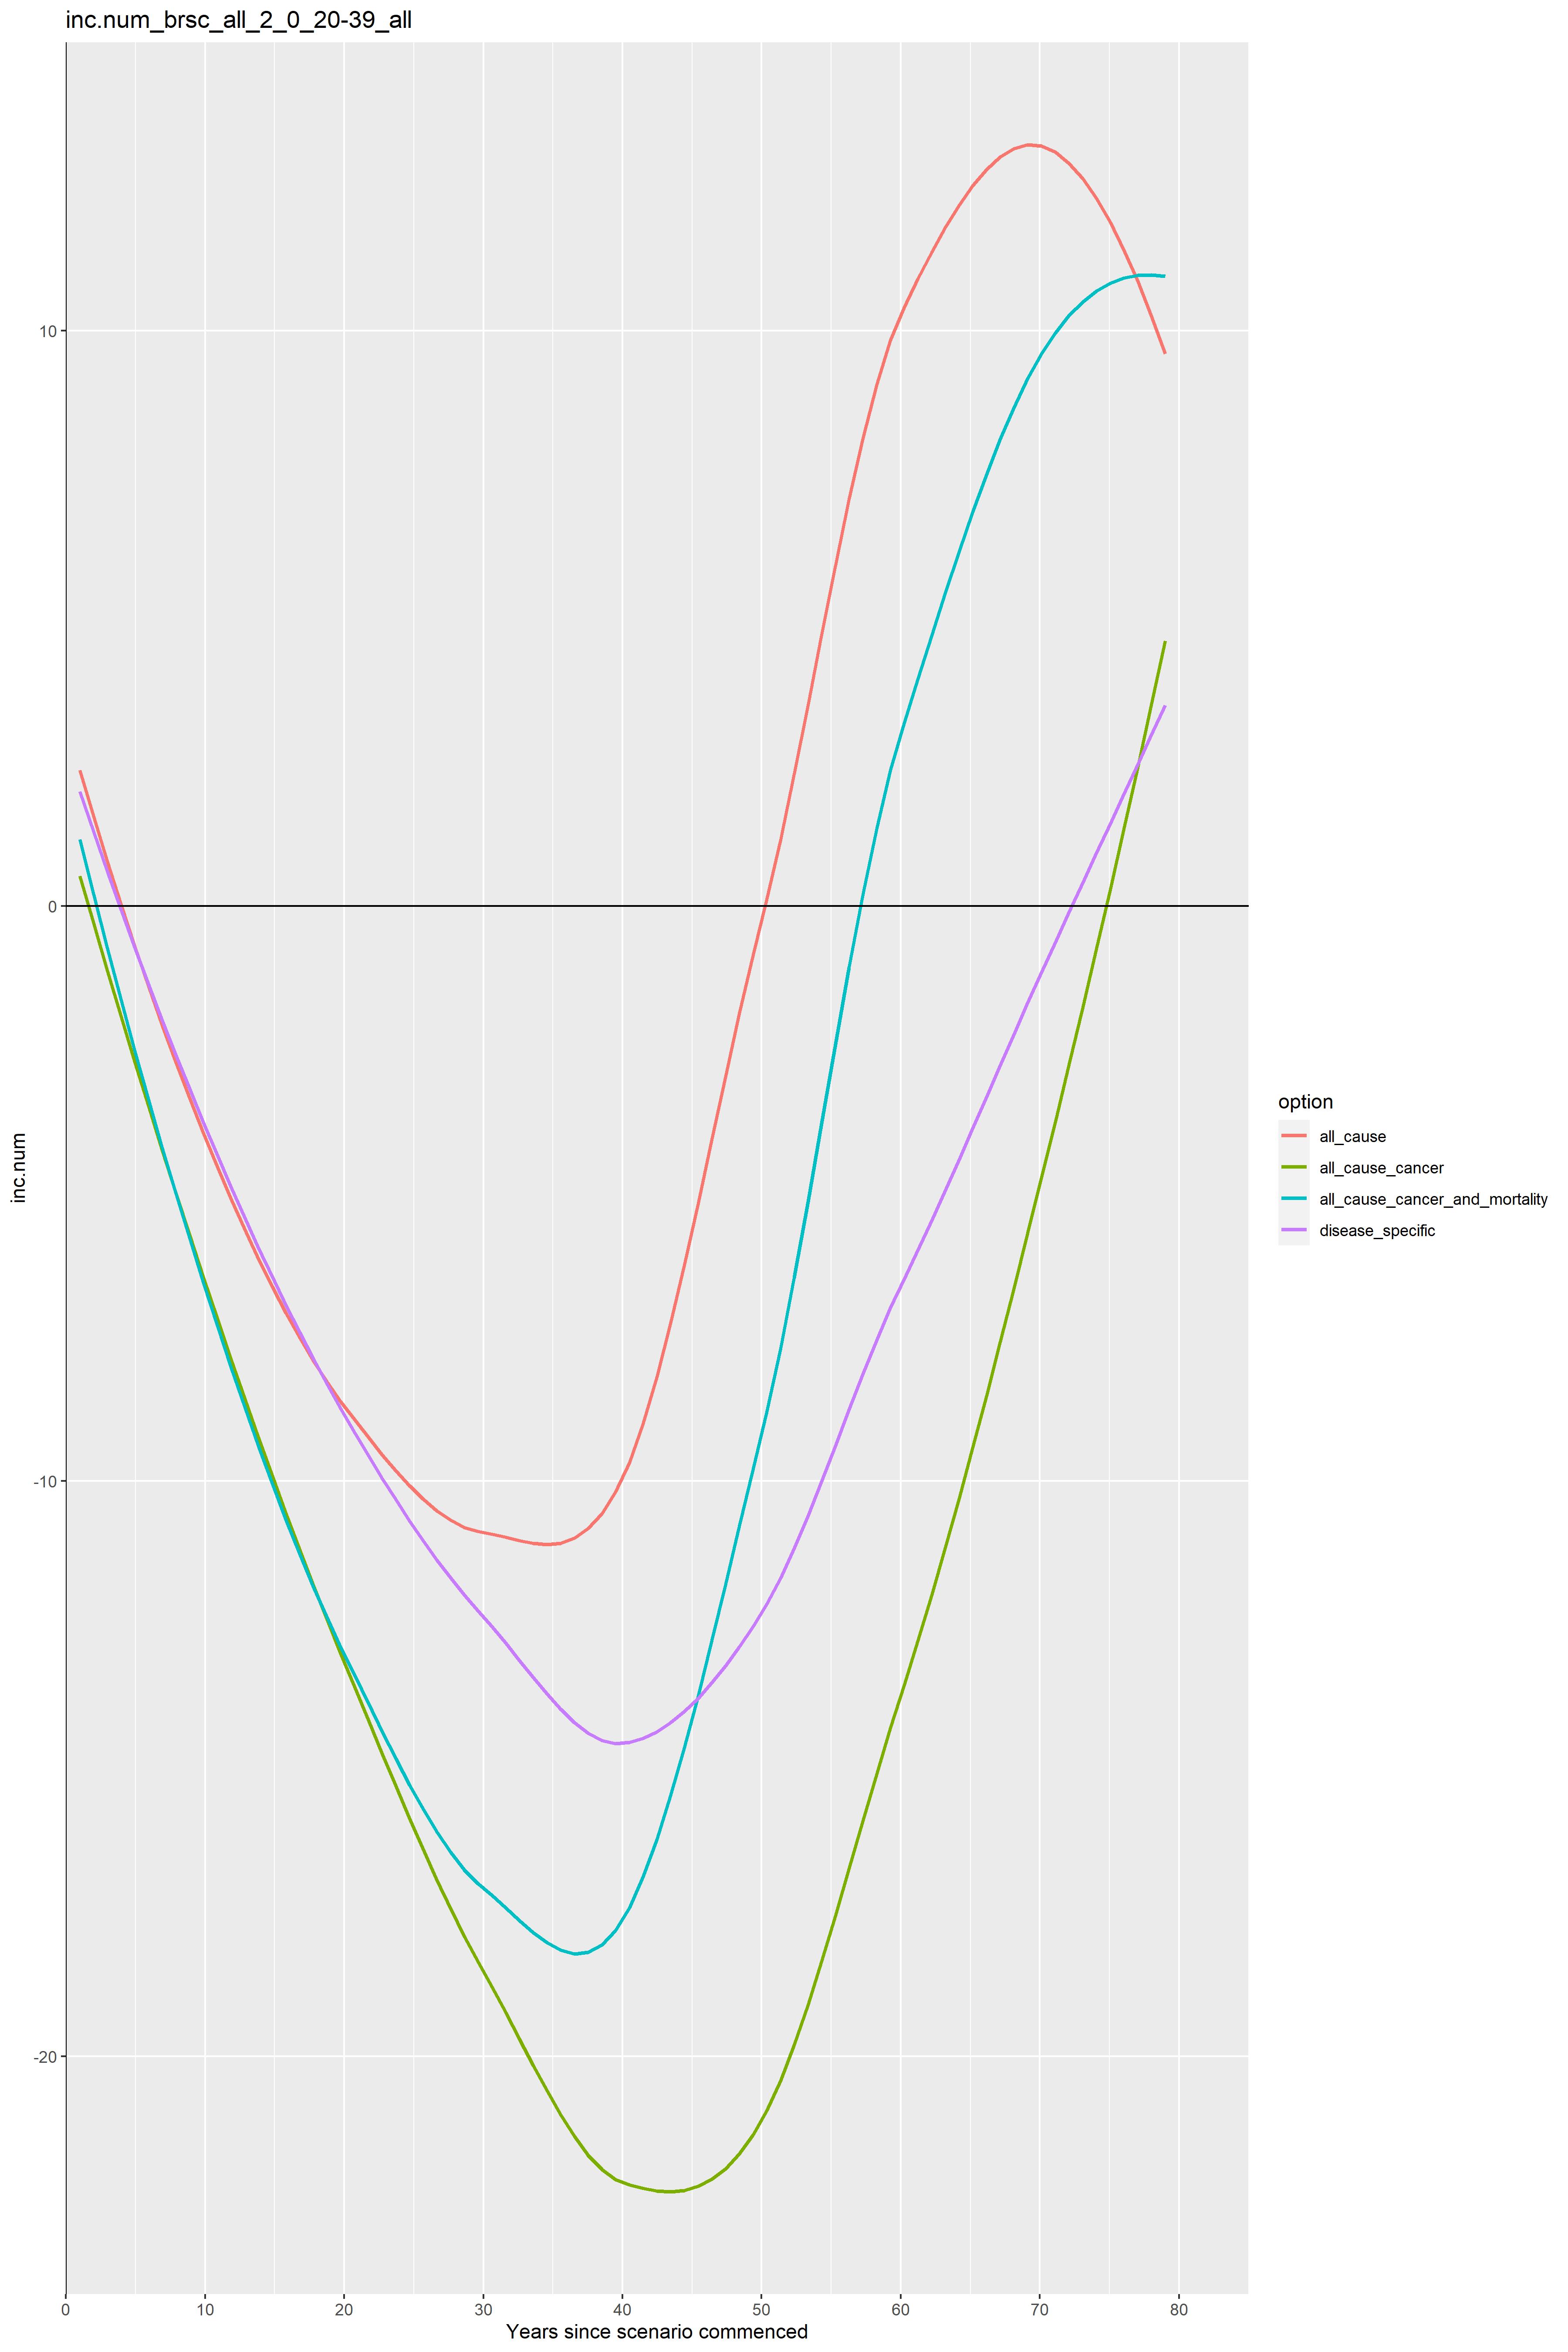 inc.num_brsc_all_2_0_20-39_all
10
0
-10
-20
inc.num
0 10 20 30 40 50 60 70 80
Years since scenario commenced
option
all_cause
all_cause_cancer
all_cause_cancer_and_mortality
disease_specific